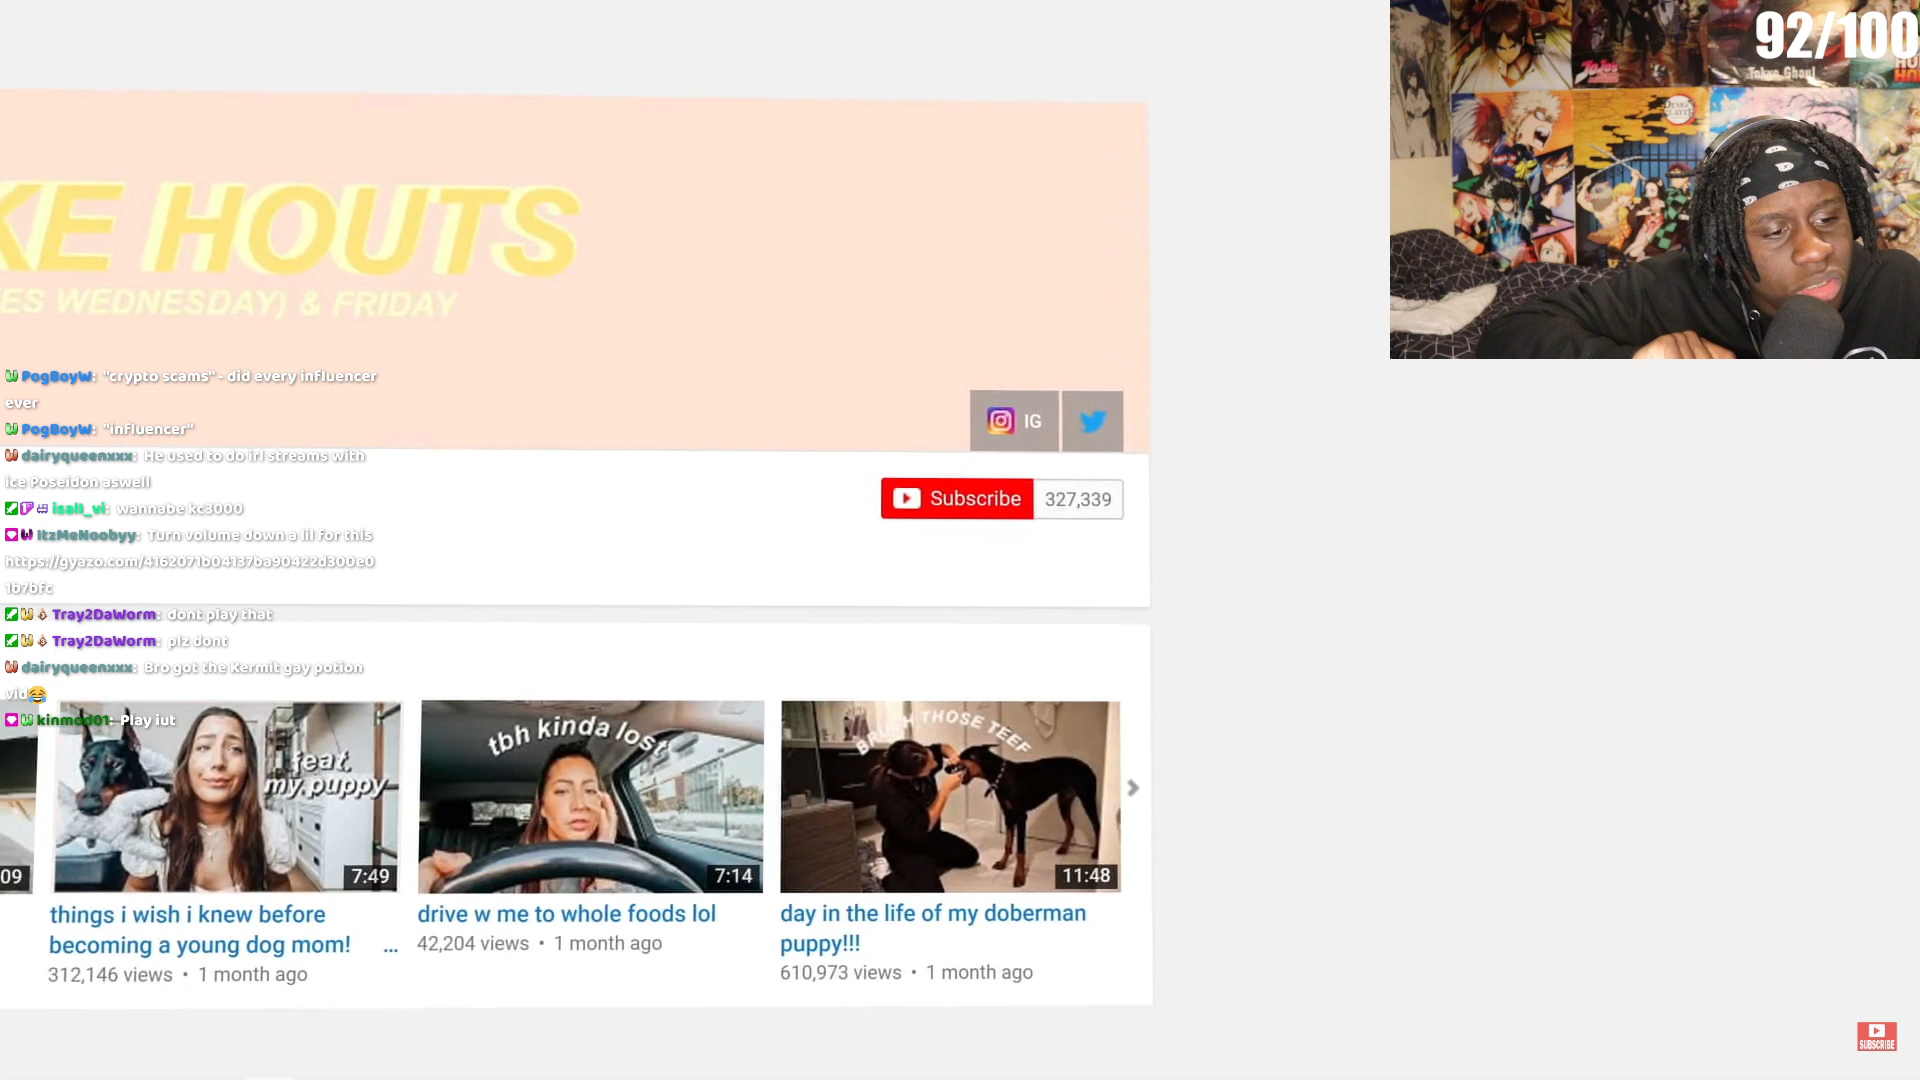 92/100
JOJO
Tokyo Ghoul
KE HOUTS
ES WEDNESDAY) & FRIDAY
PogBoyW: "crypto scams" - did every influencer
ever
PogBoyW: "influencer"
dairyqueenxxx: He used to do irl streams with
ice Poseidon aswell
isall_vi: wannabe kc3000
ItzMeNoobyy: Turn volume down a lil for this
https://gyazo.com/4162071b04137ba90422d300e0
1b7bfc
Tray2DaWorm: dont play that
Tray2DaWorm: plz dont
dairyqueenxxx: Bro got the Kermit gay potion
vid😂
kinmod01: Play iut
IG
Subscribe 327,339
feat.
my puppy
tbh kinda lost
BRUSH THOSE TEEF
09
7:49
7:14
11:48
things i wish i knew before
becoming a young dog mom! ...
312,146 views • 1 month ago
drive w me to whole foods lol
42,204 views • 1 month ago
day in the life of my doberman
puppy!!!
610,973 views • 1 month ago
SUBSCRIBE